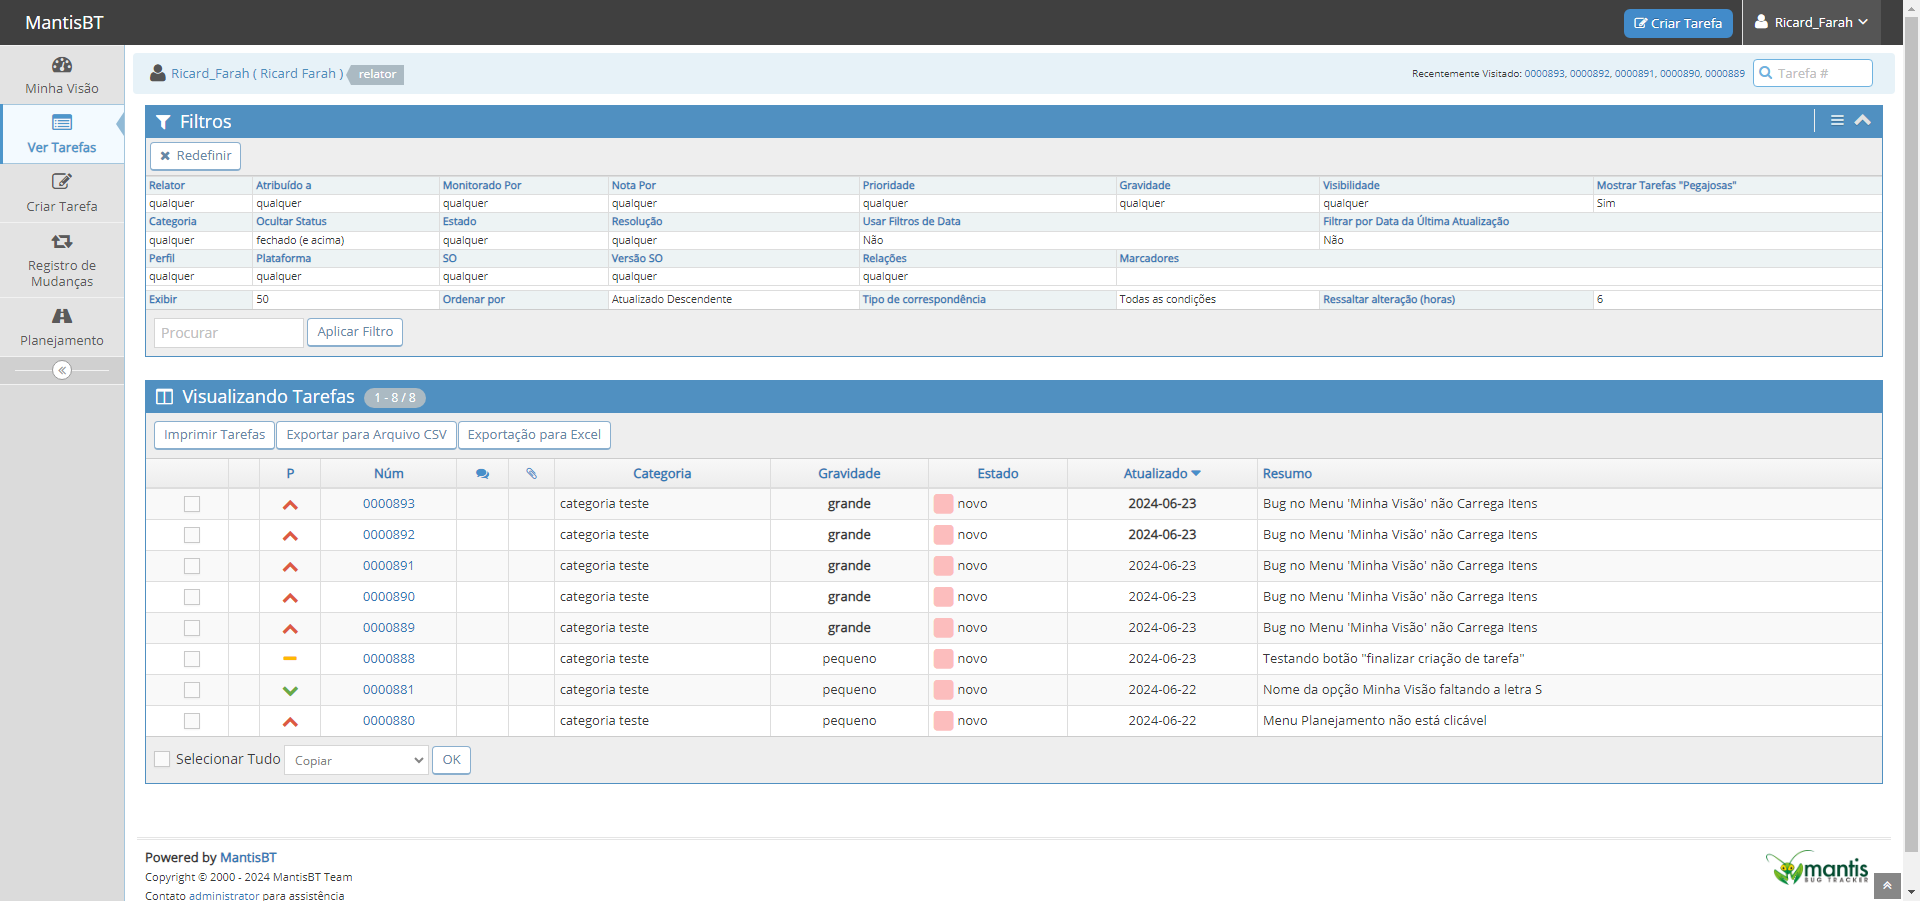 MantisBT
Criar Tarefa
Ricard_Farah
Minha Visão
Ver Tarefas
Criar Tarefa
Registro de
Mudanças
Planejamento
Ricard_Farah ( Ricard Farah ) relator
Recentemente Visitado: 0000893, 0000892, 0000891, 0000890, 0000889
Tarefa #
Filtros
Redefinir
Relator Atribuído a Monitorado Por Nota Por Prioridade Gravidade Visibilidade Mostrar Tarefas "Pegajosas"
qualquer qualquer qualquer qualquer qualquer qualquer qualquer Sim
Categoria Ocultar Status Estado Resolução Usar Filtros de Data Filtrar por Data da Última Atualização
qualquer fechado (e acima) qualquer qualquer Não Não
Perfil Plataforma SO Versão SO Relações Marcadores
qualquer qualquer qualquer qualquer qualquer
Exibir 50 Ordenar por Atualizado Descendente Tipo de correspondência Todas as condições Ressaltar alteração (horas) 6
Procurar Aplicar Filtro
Visualizando Tarefas 1 - 8 / 8
Imprimir Tarefas Exportar para Arquivo CSV Exportação para Excel
P Núm Categoria Gravidade Estado Atualizado Resumo
0000893 categoria teste grande novo 2024-06-23 Bug no Menu 'Minha Visão' não Carrega Itens
0000892 categoria teste grande novo 2024-06-23 Bug no Menu 'Minha Visão' não Carrega Itens
0000891 categoria teste grande novo 2024-06-23 Bug no Menu 'Minha Visão' não Carrega Itens
0000890 categoria teste grande novo 2024-06-23 Bug no Menu 'Minha Visão' não Carrega Itens
0000889 categoria teste grande novo 2024-06-23 Bug no Menu 'Minha Visão' não Carrega Itens
0000888 categoria teste pequeno novo 2024-06-23 Testando botão "finalizar criação de tarefa"
0000881 categoria teste pequeno novo 2024-06-22 Nome da opção Minha Visão faltando a letra S
0000880 categoria teste pequeno novo 2024-06-22 Menu Planejamento não está clicável
Selecionar Tudo Copiar OK
Powered by MantisBT
Copyright © 2000 - 2024 MantisBT Team
Contato administrator para assistência
mantis
BUG TRACKER